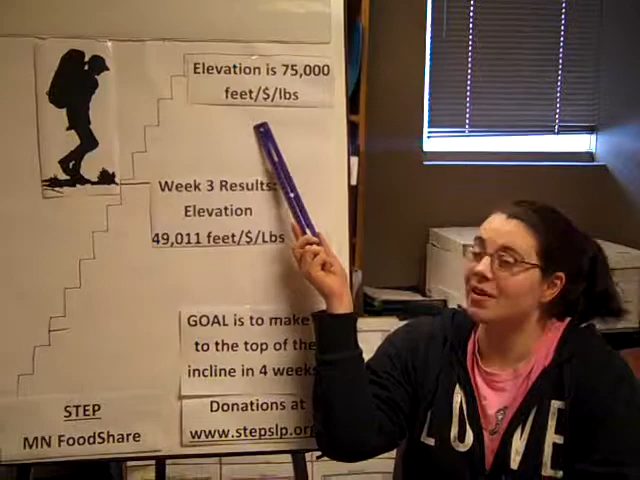 Elevation is 75,000
feet/$/lbs
Week 3 Results:
Elevation
49,011 feet/$/Lbs
GOAL is to make
to the top of the
incline in 4 weeks
STEP
MN FoodShare
Donations at
www.stepslp.org
LOVE